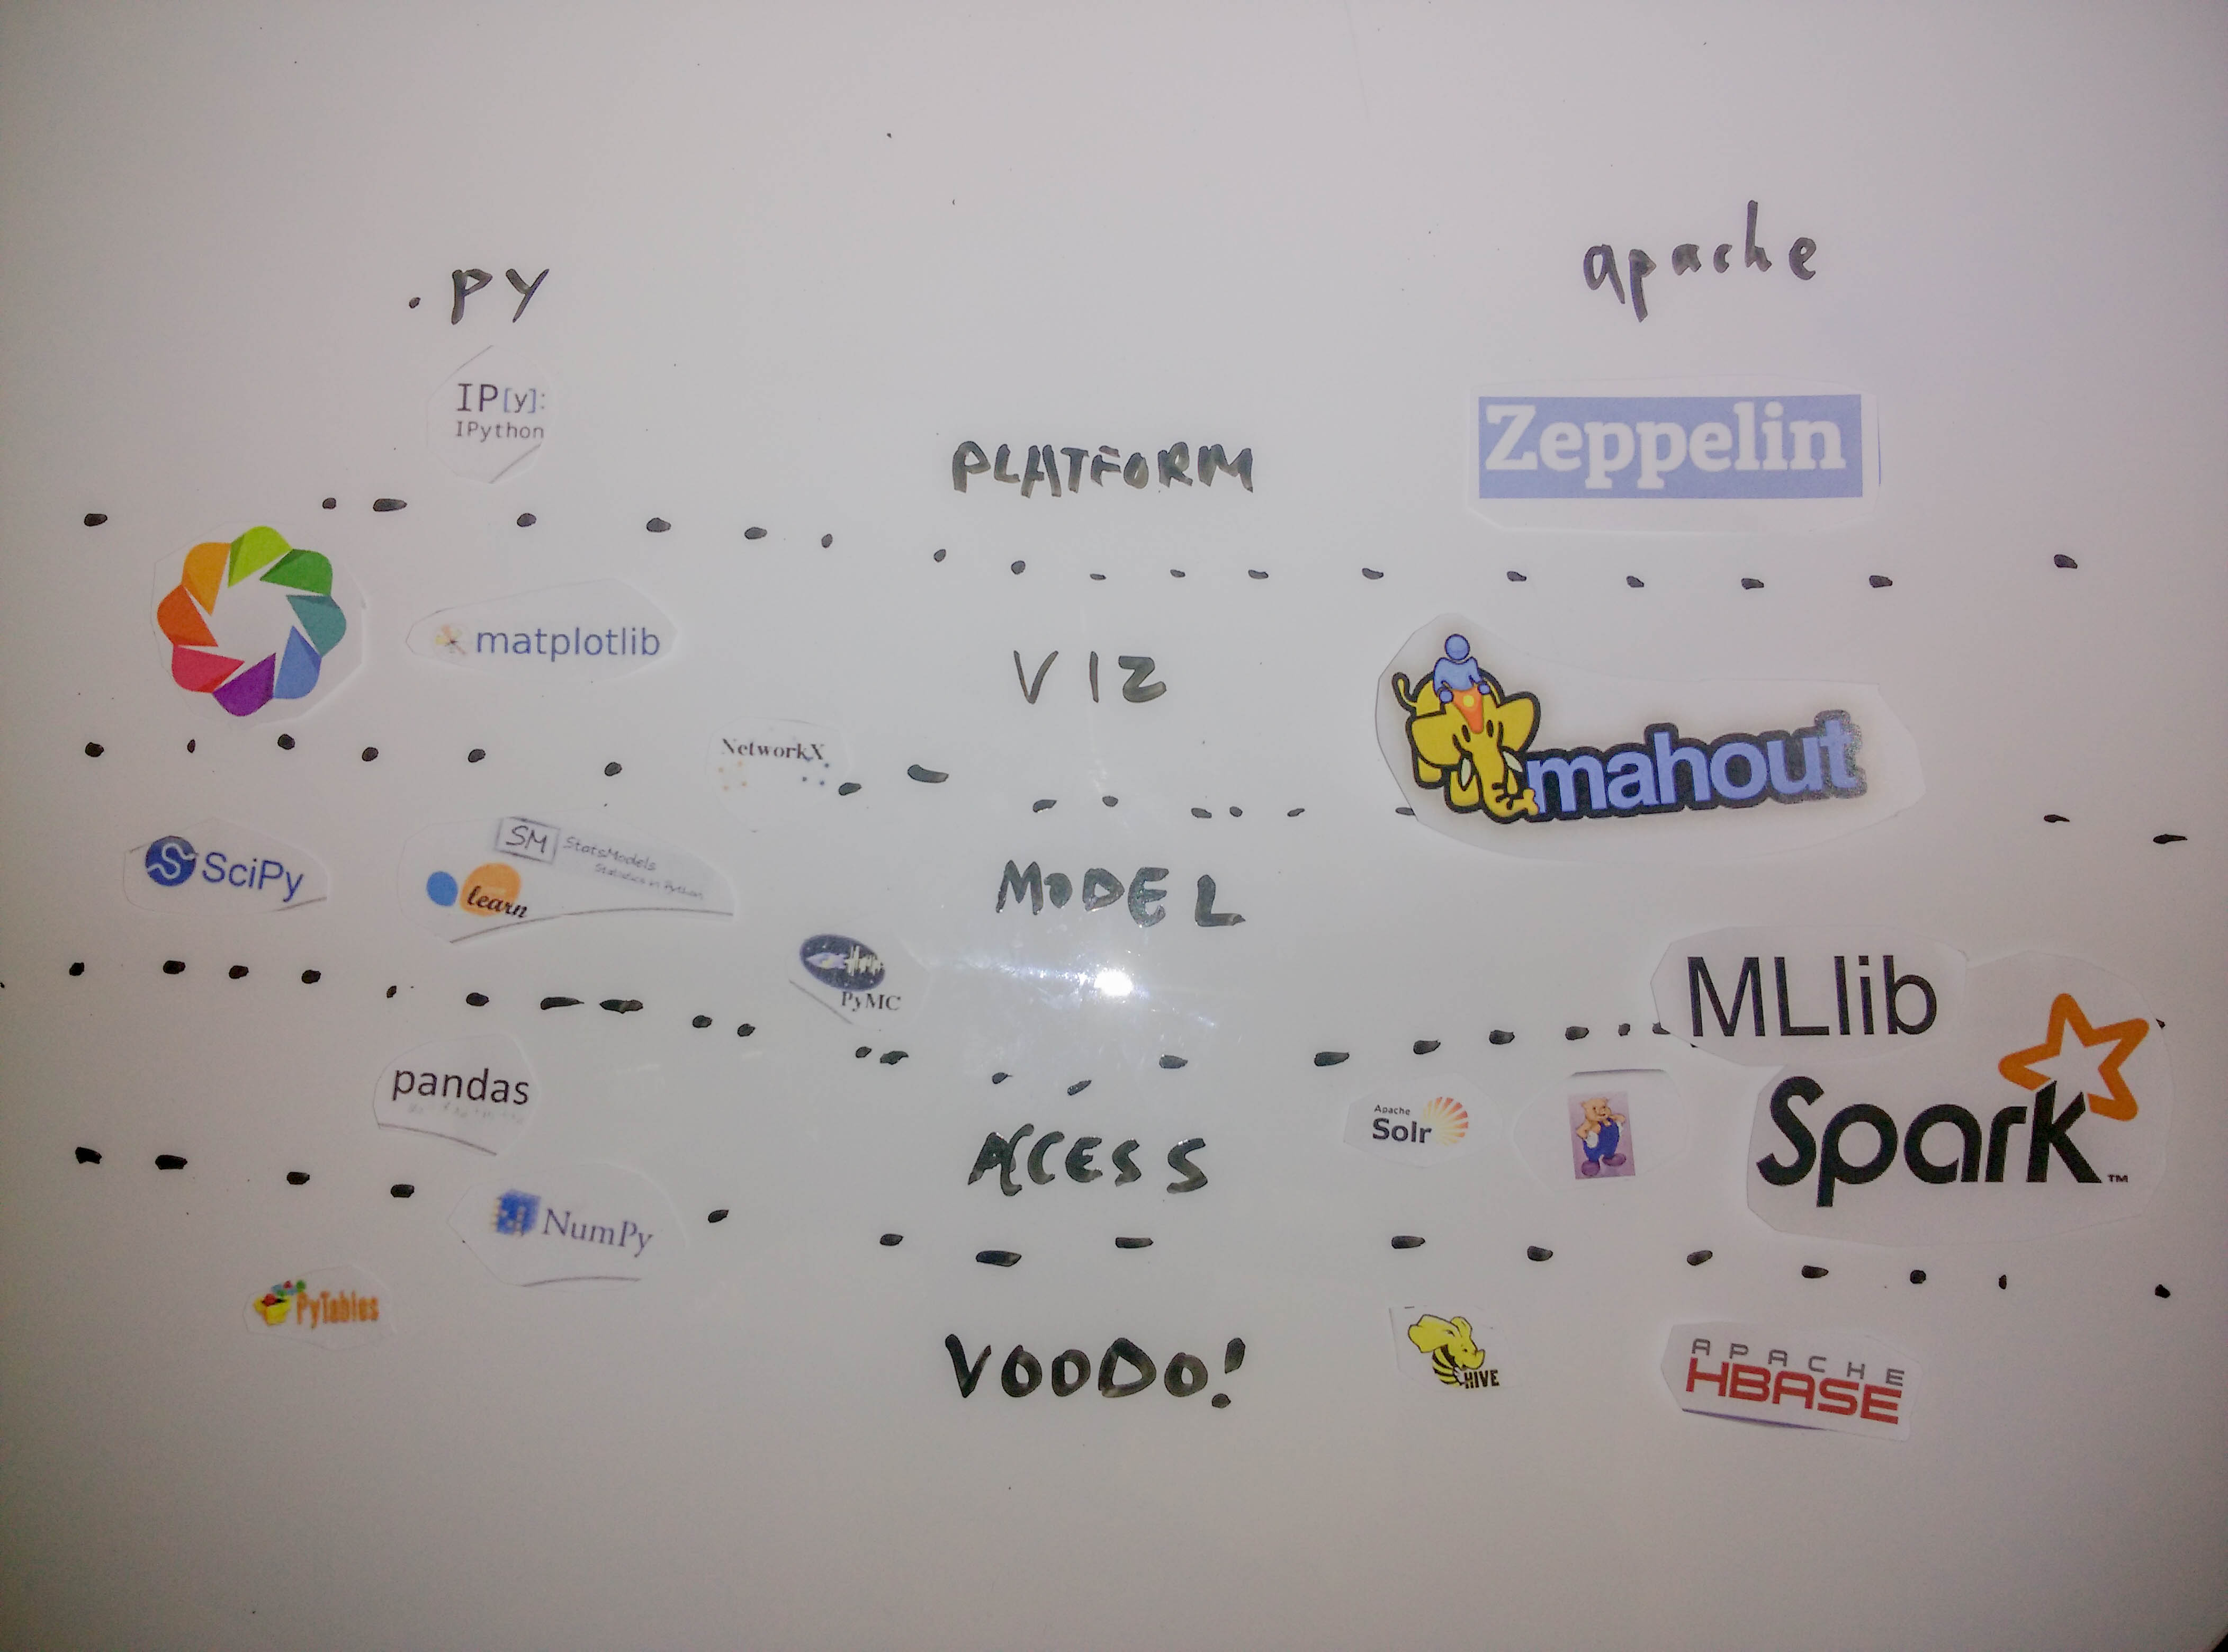 .PY
apache
IP[y]:
IPython
PLATFORM
Zeppelin
matplotlib
VIZ
NetworkX
mahout
SciPy
SM StatsModels
Statistics in Python
learn
MODEL
PyMC
MLlib
pandas
ACCESS
Apache
Solr
Spark™
NumPy
PyTables
VOODO!
HIVE
APACHE
HBASE